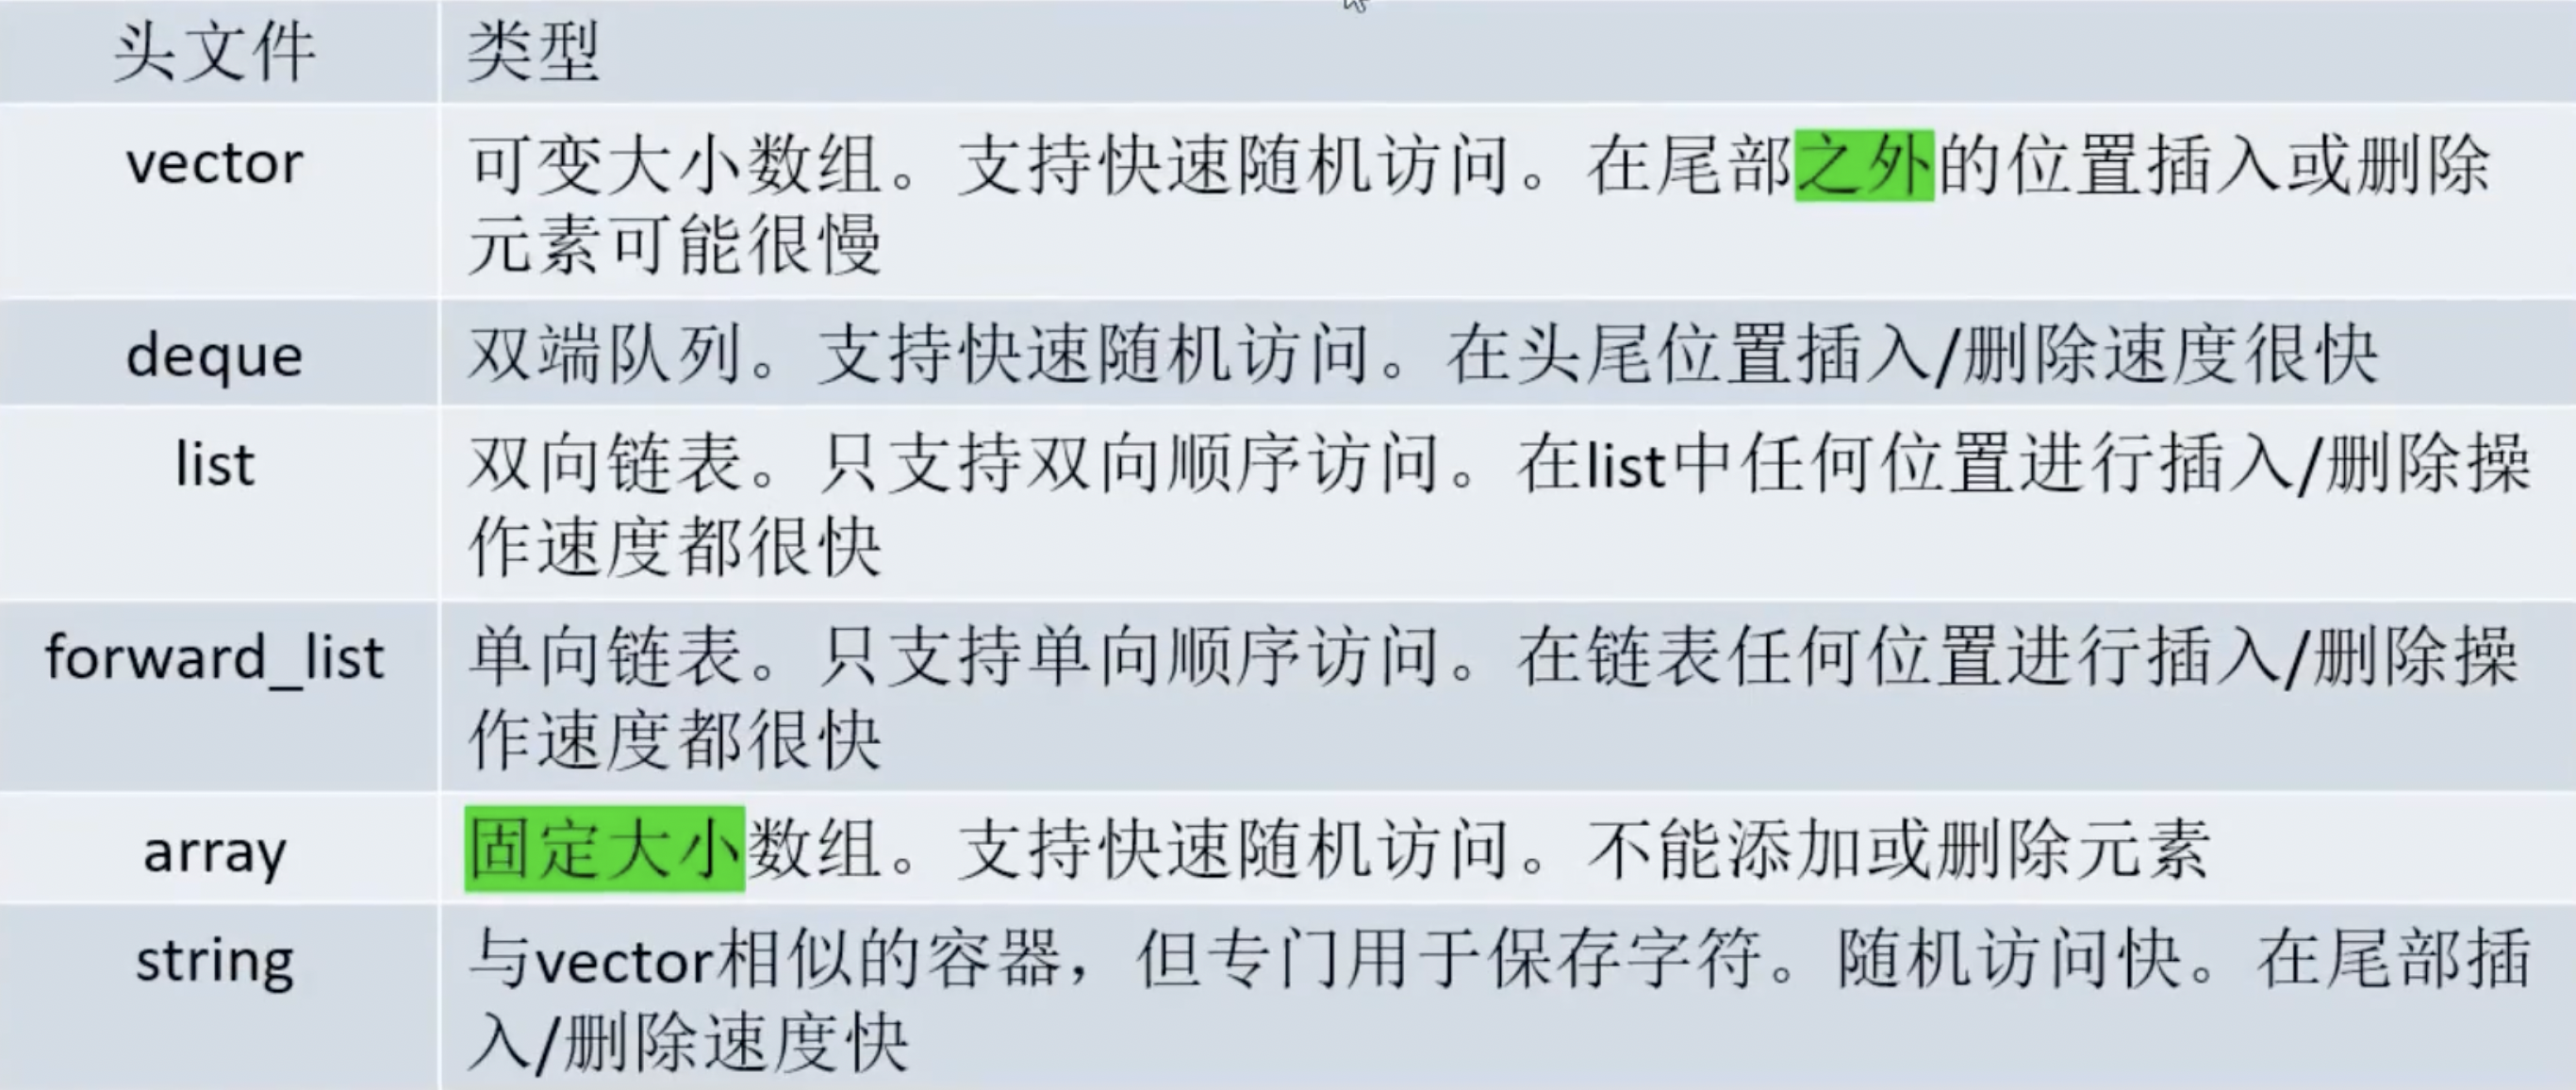 头文件
类型
vector
可变大小数组。支持快速随机访问。在尾部之外的位置插入或删除
元素可能很慢
deque
双端队列。支持快速随机访问。在头尾位置插入/删除速度很快
list
双向链表。只支持双向顺序访问。在list中任何位置进行插入/删除操
作速度都很快
forward_list
单向链表。只支持单向顺序访问。在链表任何位置进行插入/删除操
作速度都很快
array
固定大小数组。支持快速随机访问。不能添加或删除元素
string
与vector相似的容器，但专门用于保存字符。随机访问快。在尾部插
入/删除速度快